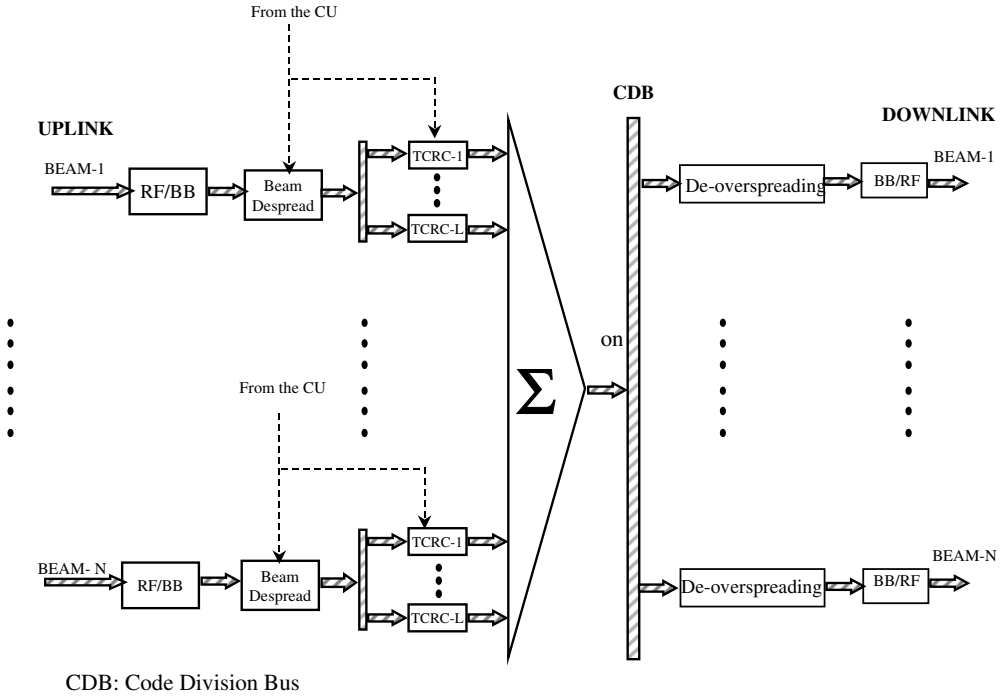 From the CU
CDB
UPLINK
DOWNLINK
BEAM-1
RF/BB
Beam
Despread
TCRC-1
TCRC-L
De-overspreading
BB/RF
BEAM-1
on
Σ
From the CU
BEAM- N
RF/BB
Beam
Despread
TCRC-1
TCRC-L
De-overspreading
BB/RF
BEAM-N
CDB: Code Division Bus